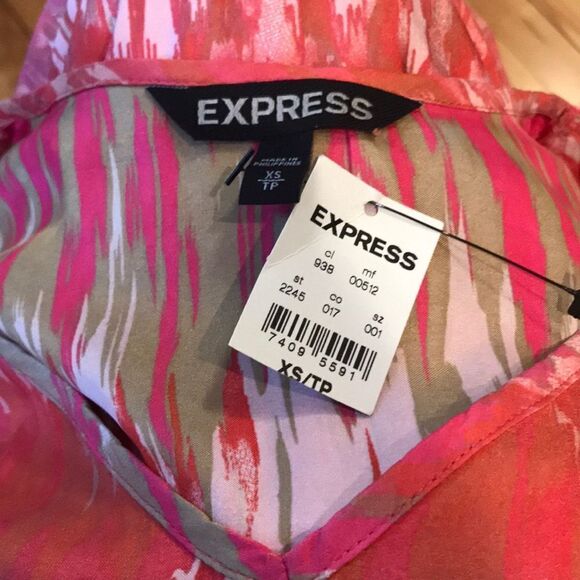 EXPRESS
MADE IN
PHILIPPINES
XS
TP
EXPRESS
cl mf
938 00512
st co sz
2245 017 001
7409 5591
XS/TP